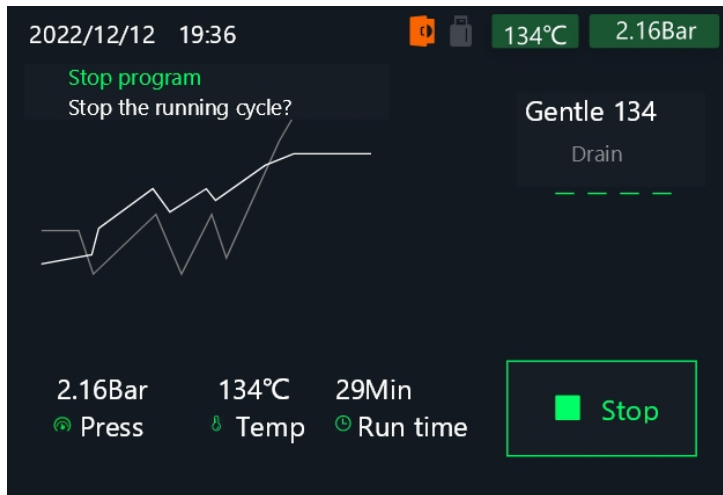 2022/12/12 19:36
134℃ 2.16Bar
Stop program
Stop the running cycle?
Gentle 134
Drain
2.16Bar 134℃ 29Min
Press Temp Run time
Stop